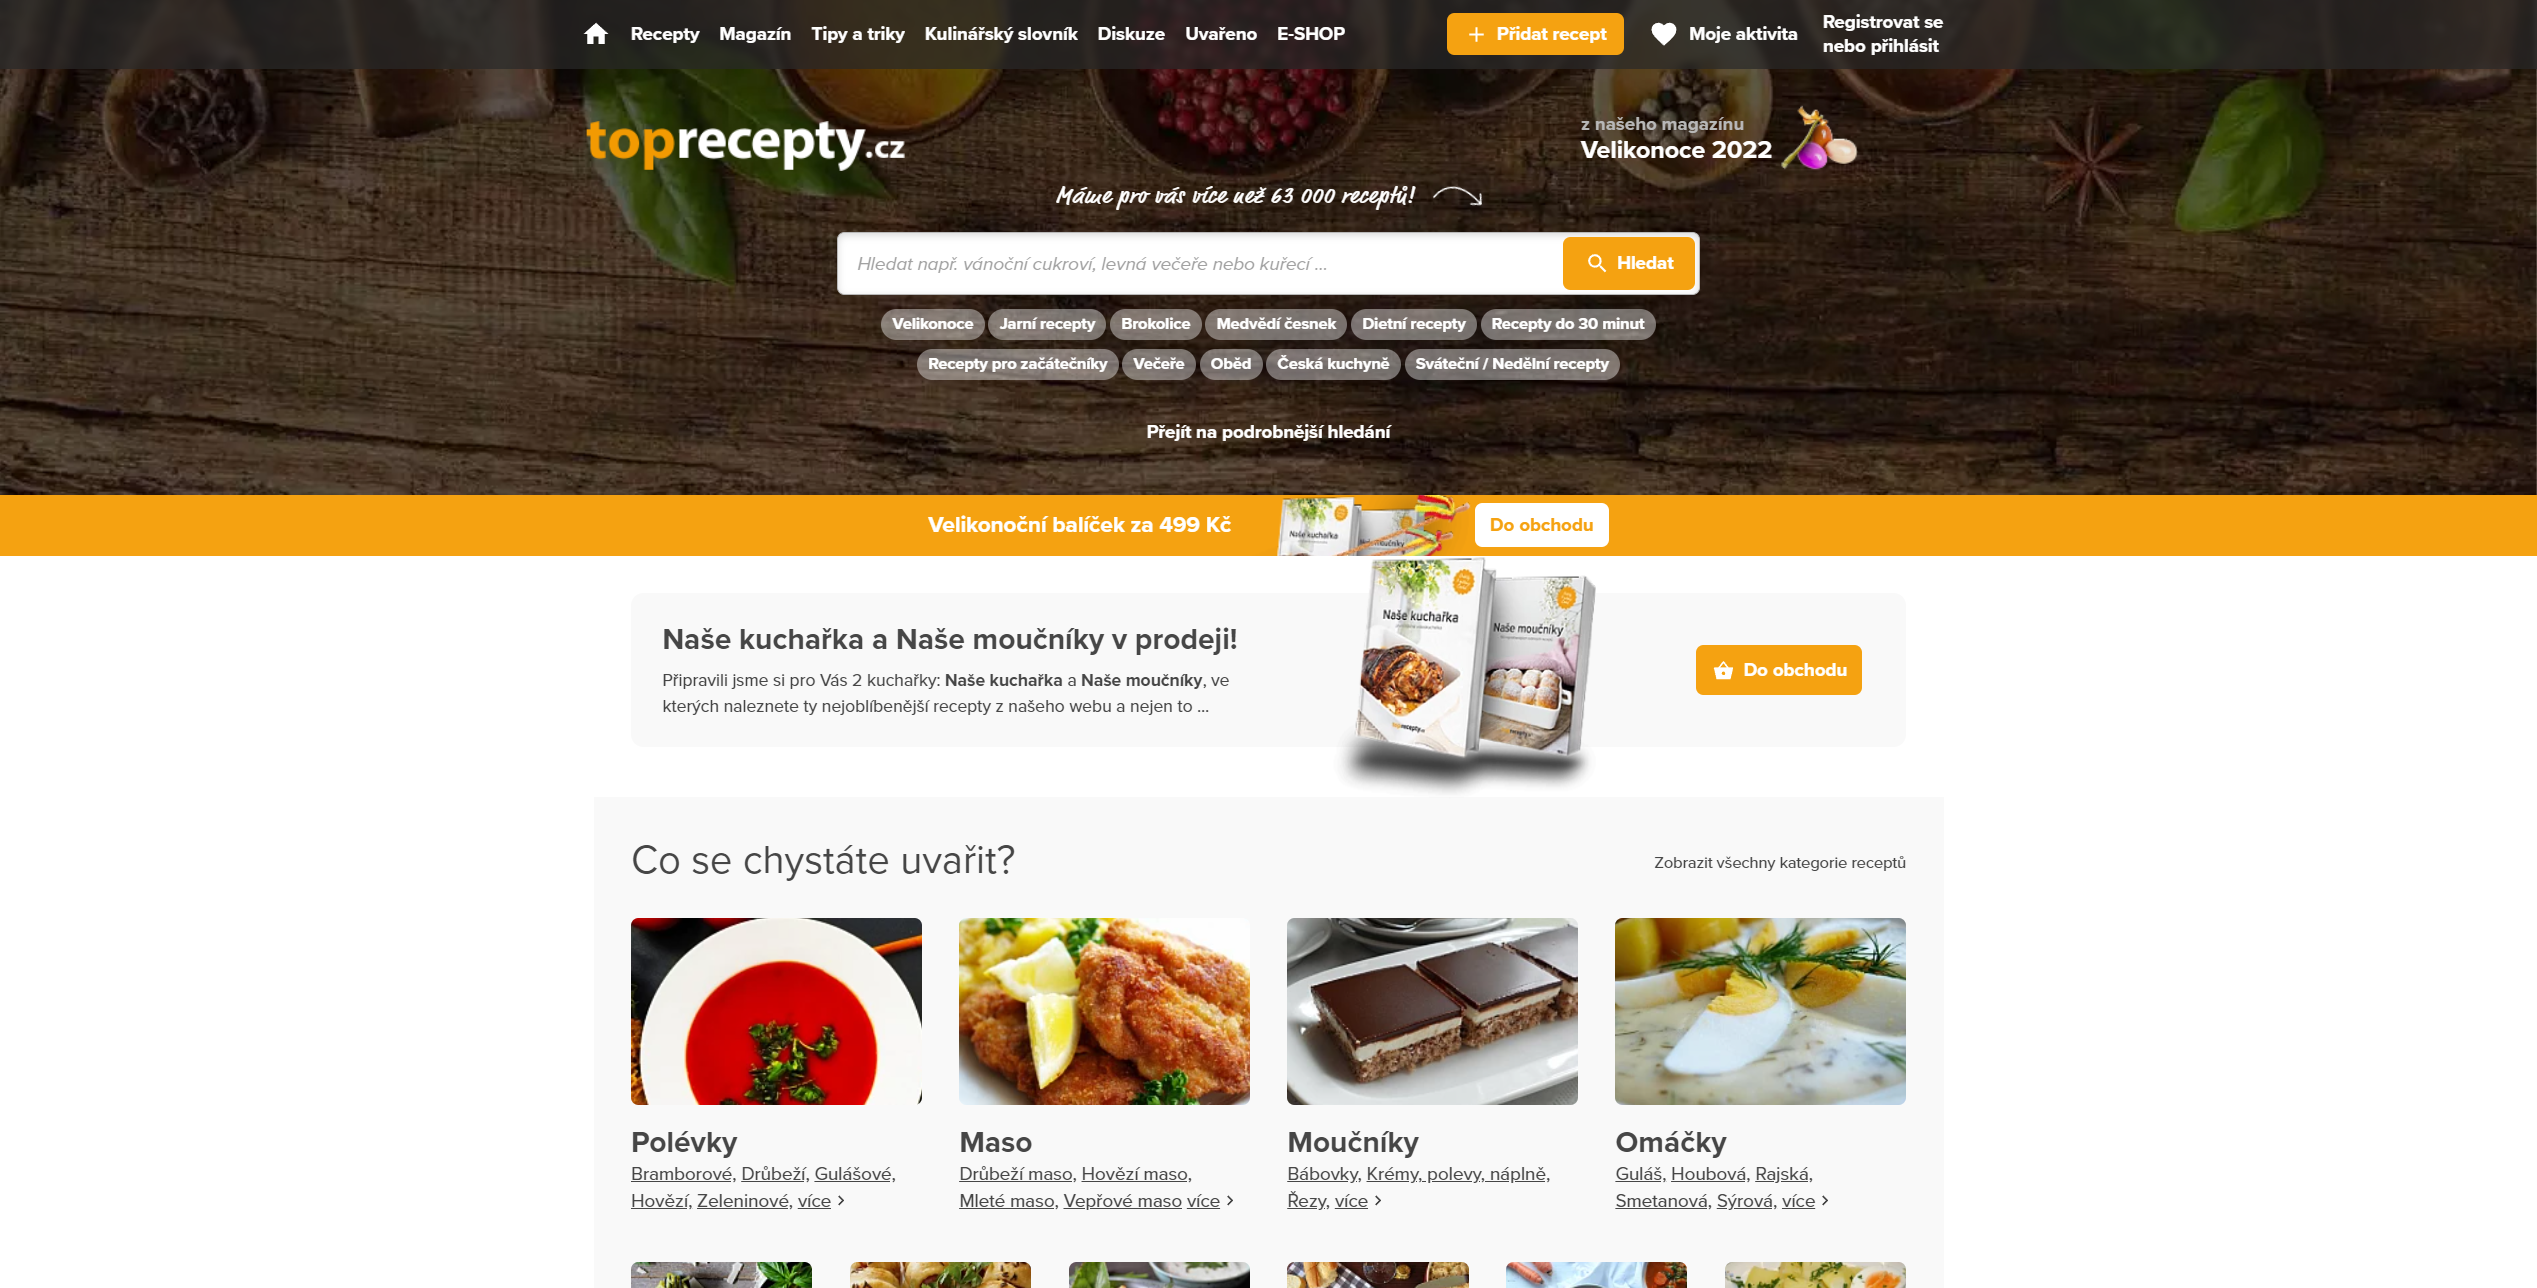 Recepty Magazín Tipy a triky Kulinářský slovník Diskuze Uvařeno E-SHOP Přidat recept Moje aktivita Registrovat se nebo přihlásit
toprecepty.cz
z našeho magazínu
Velikonoce 2022
Máme pro vás více než 63 000 receptů!
Hledat např. vánoční cukroví, levná večeře nebo kuřecí ... Hledat
Velikonoce Jarní recepty Brokolice Medvědí česnek Dietní recepty Recepty do 30 minut
Recepty pro začátečníky Večeře Oběd Česká kuchyně Sváteční / Nedělní recepty
Přejít na podrobnější hledání
Velikonoční balíček za 499 Kč Naše kuchařka Naše moučníky Do obchodu
Naše kuchařka a Naše moučníky v prodeji!
Připravili jsme si pro Vás 2 kuchařky: Naše kuchařka a Naše moučníky, ve
kterých naleznete ty nejoblíbenější recepty z našeho webu a nejen to ...
Naše kuchařka
toprecepty.cz
Naše moučníky
Do obchodu
Co se chystáte uvařit?
Zobrazit všechny kategorie receptů
Polévky
Bramborové, Drůbeží, Gulášové,
Hovězí, Zeleninové, více
Maso
Drůbeží maso, Hovězí maso,
Mleté maso, Vepřové maso více
Moučníky
Bábovky, Krémy, polevy, náplně,
Řezy, více
Omáčky
Guláš, Houbová, Rajská,
Smetanová, Sýrová, více